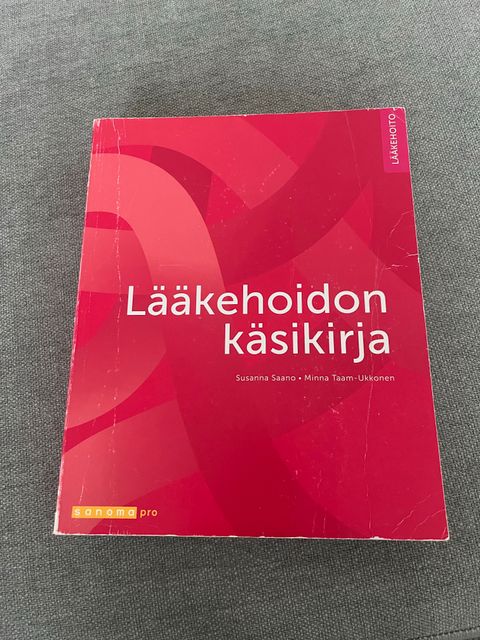 LÄÄKEHOITO
Lääkehoidon
käsikirja
Susanna Saano • Minna Taam-Ukkonen
sanoma pro